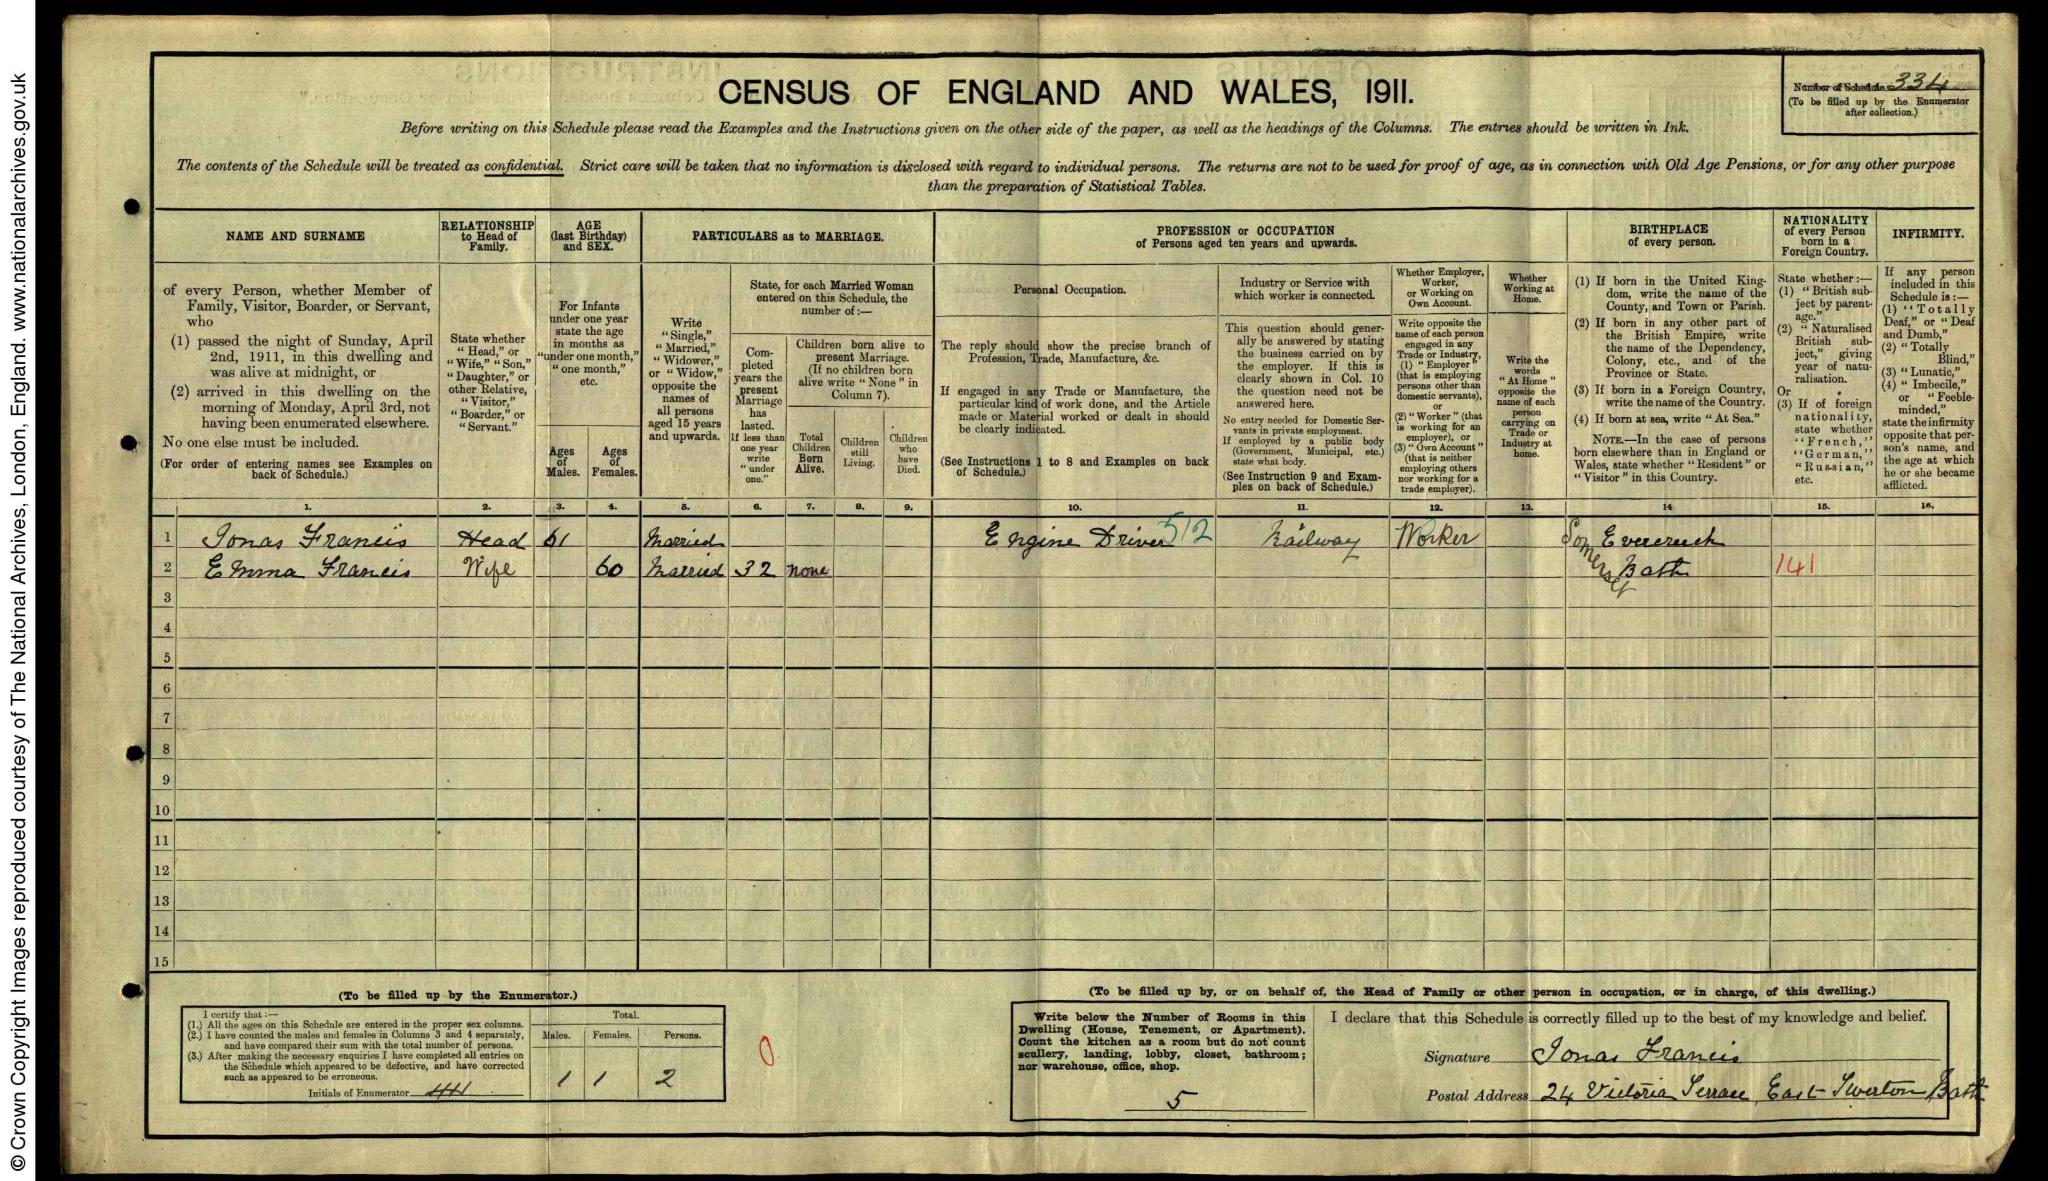 © Crown Copyright Images reproduced courtesy of The National Archives, London, England. www.nationalarchives.gov.uk
CENSUS OF ENGLAND AND WALES, 1911.
Number of Schedule 334
(To be filled up by the Enumerator
after collection.)
Before writing on this Schedule please read the Examples and the Instructions given on the other side of the paper, as well as the headings of the Columns. The entries should be written in Ink.
The contents of the Schedule will be treated as confidential. Strict care will be taken that no information is disclosed with regard to individual persons. The returns are not to be used for proof of age, as in connection with Old Age Pensions, or for any other purpose
than the preparation of Statistical Tables.
NAME AND SURNAME
of every Person, whether Member of
Family, Visitor, Boarder, or Servant,
who
(1) passed the night of Sunday, April
2nd, 1911, in this dwelling and
was alive at midnight, or
(2) arrived in this dwelling on the
morning of Monday, April 3rd, not
having been enumerated elsewhere.
No one else must be included.
(For order of entering names see Examples on
back of Schedule.)
RELATIONSHIP
to Head of
Family.
State whether
"Head," or
"Wife," "Son,"
"Daughter," or
other Relative,
"Visitor,"
"Boarder," or
"Servant."
AGE
(last Birthday)
and SEX.
For Infants
under one year
state the age
in months as
"under one month,"
"one month,"
etc.
Ages
of
Males.
Ages
of
Females.
PARTICULARS as to MARRIAGE.
Write
"Single,"
"Married,"
"Widower,"
or "Widow,"
opposite the
names of
all persons
aged 15 years
and upwards.
State, for each Married Woman
entered on this Schedule, the
number of:—
Com-
pleted
years the
present
Marriage
has
lasted.
If less than
one year
write
"under
one."
Children born alive to
present Marriage.
(If no children born
alive write "None" in
Column 7).
Total
Children
Born
Alive.
Children
still
Living.
Children
who
have
Died.
PROFESSION or OCCUPATION
of Persons aged ten years and upwards.
Personal Occupation.
The reply should show the precise branch of
Profession, Trade, Manufacture, &c.
If engaged in any Trade or Manufacture, the
particular kind of work done, and the Article
made or Material worked or dealt in should
be clearly indicated.
(See Instructions 1 to 8 and Examples on back
of Schedule.)
Industry or Service with
which worker is connected.
This question should gener-
ally be answered by stating
the business carried on by
the employer. If this is
clearly shown in Col. 10
the question need not be
answered here.
No entry needed for Domestic Ser-
vants in private employment.
If employed by a public body
(Government, Municipal, etc.)
state what body.
(See Instruction 9 and Exam-
ples on back of Schedule.)
Whether Employer,
Worker,
or Working on
Own Account.
Write opposite the
name of each person
engaged in any
Trade or Industry,
(1) "Employer"
(that is employing
persons other than
domestic servants),
or
(2) "Worker" (that
is working for an
employer), or
(3) "Own Account"
(that is neither
employing others
nor working for a
trade employer).
Whether
Working at
Home.
Write the
words
"At Home"
opposite the
name of each
person
carrying on
Trade or
Industry at
home.
BIRTHPLACE
of every person.
(1) If born in the United King-
dom, write the name of the
County, and Town or Parish.
(2) If born in any other part of
the British Empire, write
the name of the Dependency,
Colony, etc., and of the
Province or State.
(3) If born in a Foreign Country,
write the name of the Country.
(4) If born at sea, write "At Sea."
NOTE.—In the case of persons
born elsewhere than in England or
Wales, state whether "Resident" or
"Visitor" in this Country.
NATIONALITY
of every Person
born in a
Foreign Country.
State whether:—
(1) "British sub-
ject by parent-
age."
(2) "Naturalised
British sub-
ject," giving
year of natu-
ralisation.
Or
(3) If of foreign
nationality,
state whether
"French,"
"German,"
"Russian,"
etc.
INFIRMITY.
If any person
included in this
Schedule is:—
(1) "Totally
Deaf," or "Deaf
and Dumb,"
(2) "Totally
Blind,"
(3) "Lunatic,"
(4) "Imbecile,"
or "Feeble-
minded,"
state the infirmity
opposite that per-
son's name, and
the age at which
he or she became
afflicted.
1. 2. 3. 4. 5. 6. 7. 8. 9. 10. 11. 12. 13. 14 15. 16.
1 Jonas Francis Head 61 Married Engine Driver 512 Railway Worker Somerset Evercreech
2 Emma Francis Wife 60 Married 32 none Bath 141
3
4
5
6
7
8
9
10
11
12
13
14
15
(To be filled up by the Enumerator.)
I certify that:—
(1.) All the ages on this Schedule are entered in the proper sex columns.
(2.) I have counted the males and females in Columns 3 and 4 separately,
and have compared their sum with the total number of persons.
(3.) After making the necessary enquiries I have completed all entries on
the Schedule which appeared to be defective, and have corrected
such as appeared to be erroneous.
Initials of Enumerator
Total.
Males. Females. Persons.
1 1 2
0
(To be filled up by, or on behalf of, the Head of Family or other person in occupation, or in charge, of this dwelling.)
Write below the Number of Rooms in this
Dwelling (House, Tenement, or Apartment).
Count the kitchen as a room but do not count
scullery, landing, lobby, closet, bathroom;
nor warehouse, office, shop.
5
I declare that this Schedule is correctly filled up to the best of my knowledge and belief.
Signature Jonas Francis
Postal Address 24 Victoria Terrace East Twerton Bath